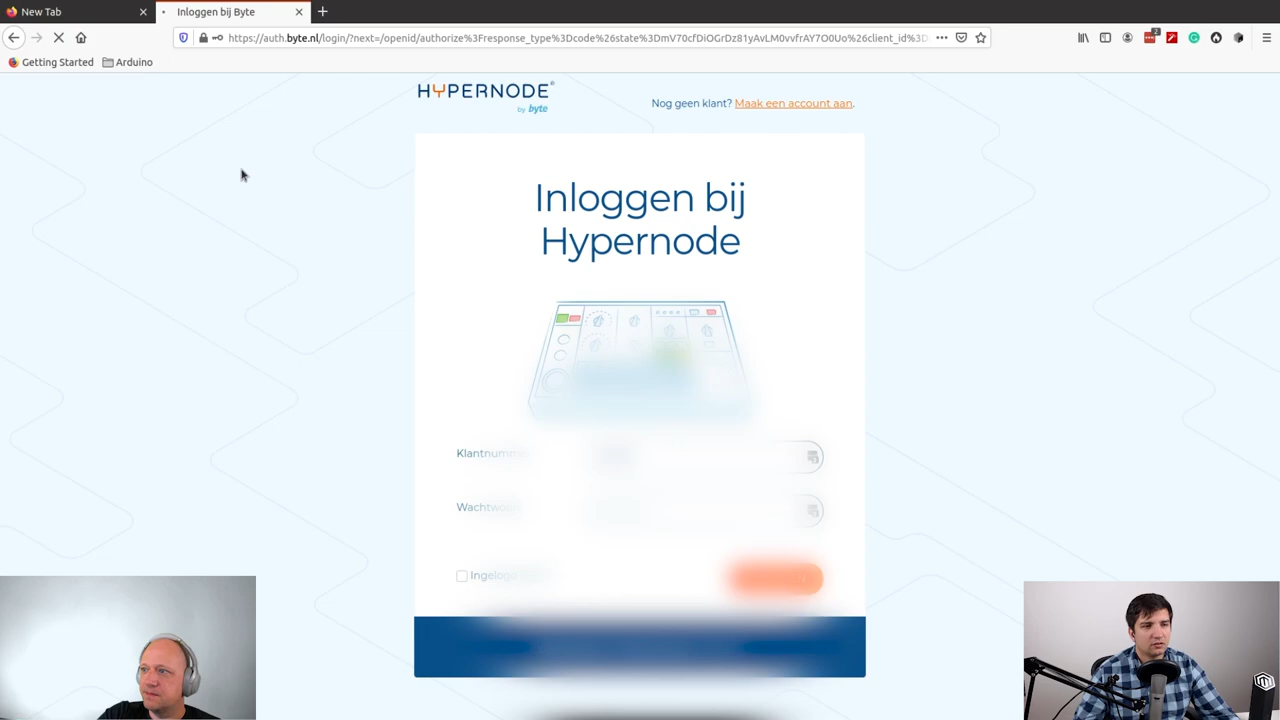 New Tab
Inloggen bij Byte
https://auth.byte.nl/login/?next=/openid/authorize%3Fresponse_type%3Dcode%26state%3DmV70cfDiOGrDz81yAvLM0vvfrAY7O0Uo%26client_id%3D
2
Getting Started
Arduino
HYPERNODE
by byte
Nog geen klant? Maak een account aan.
Inloggen bij
Hypernode